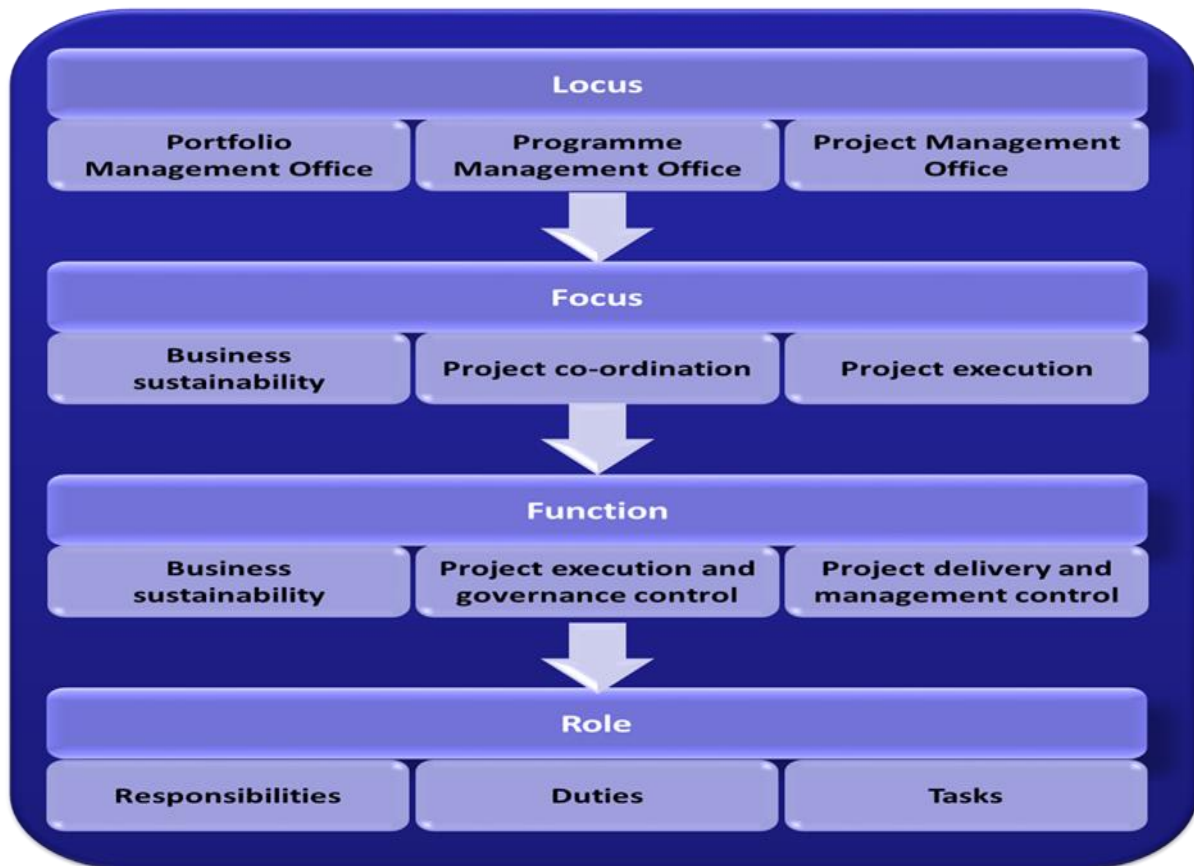 Locus
Portfolio
Management Office
Programme
Management Office
Project Management
Office
Focus
Business
sustainability
Project co-ordination
Project execution
Function
Business
sustainability
Project execution and
governance control
Project delivery and
management control
Role
Responsibilities
Duties
Tasks